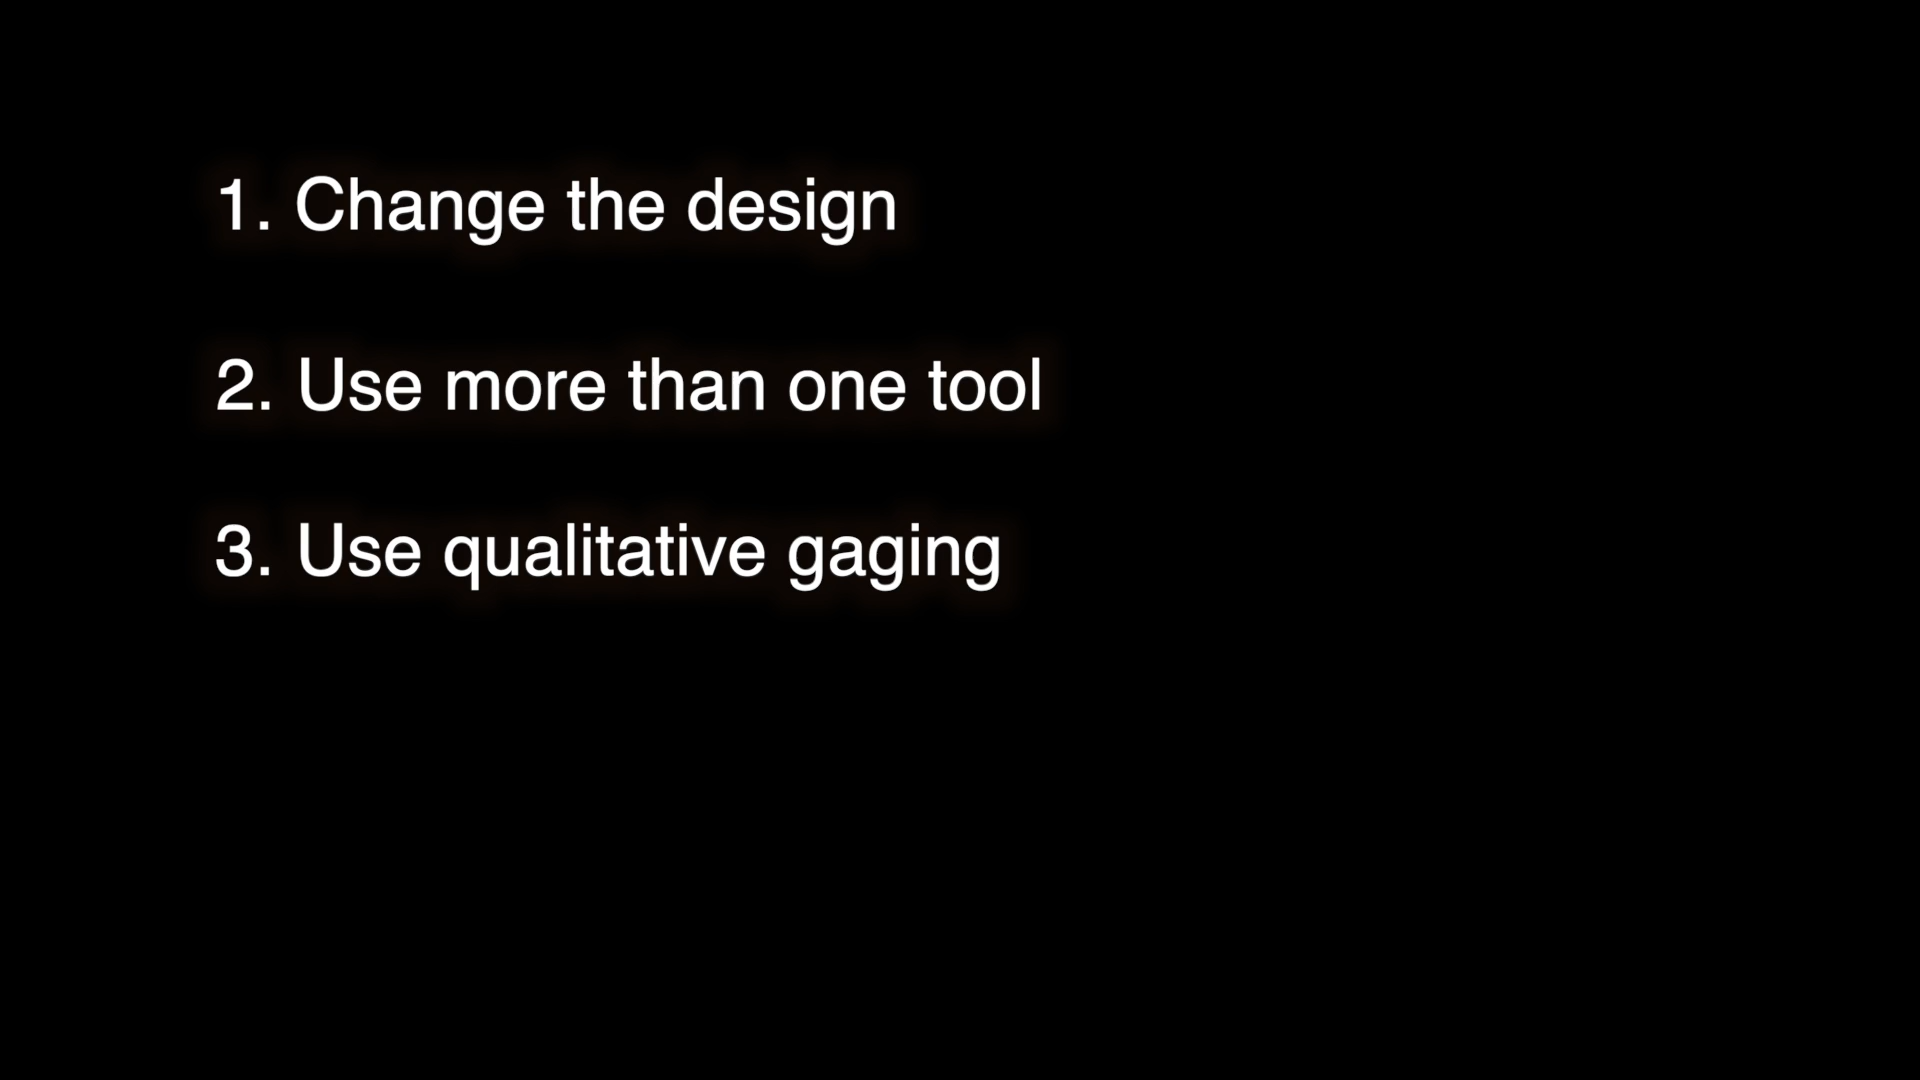 1. Change the design
2. Use more than one tool
3. Use qualitative gaging